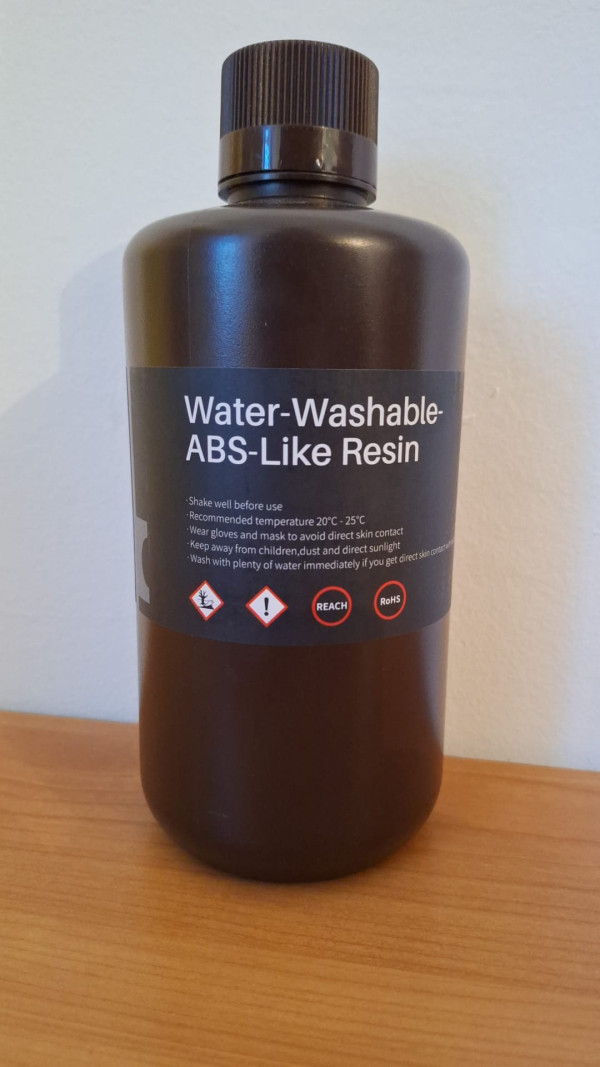 Water-Washable-
ABS-Like Resin
·Shake well before use
·Recommended temperature 20°C - 25°C
·Wear gloves and mask to avoid direct skin contact
·Keep away from children,dust and direct sunlight
·Wash with plenty of water immediately if you get direct skin contact
! REACH RoHS